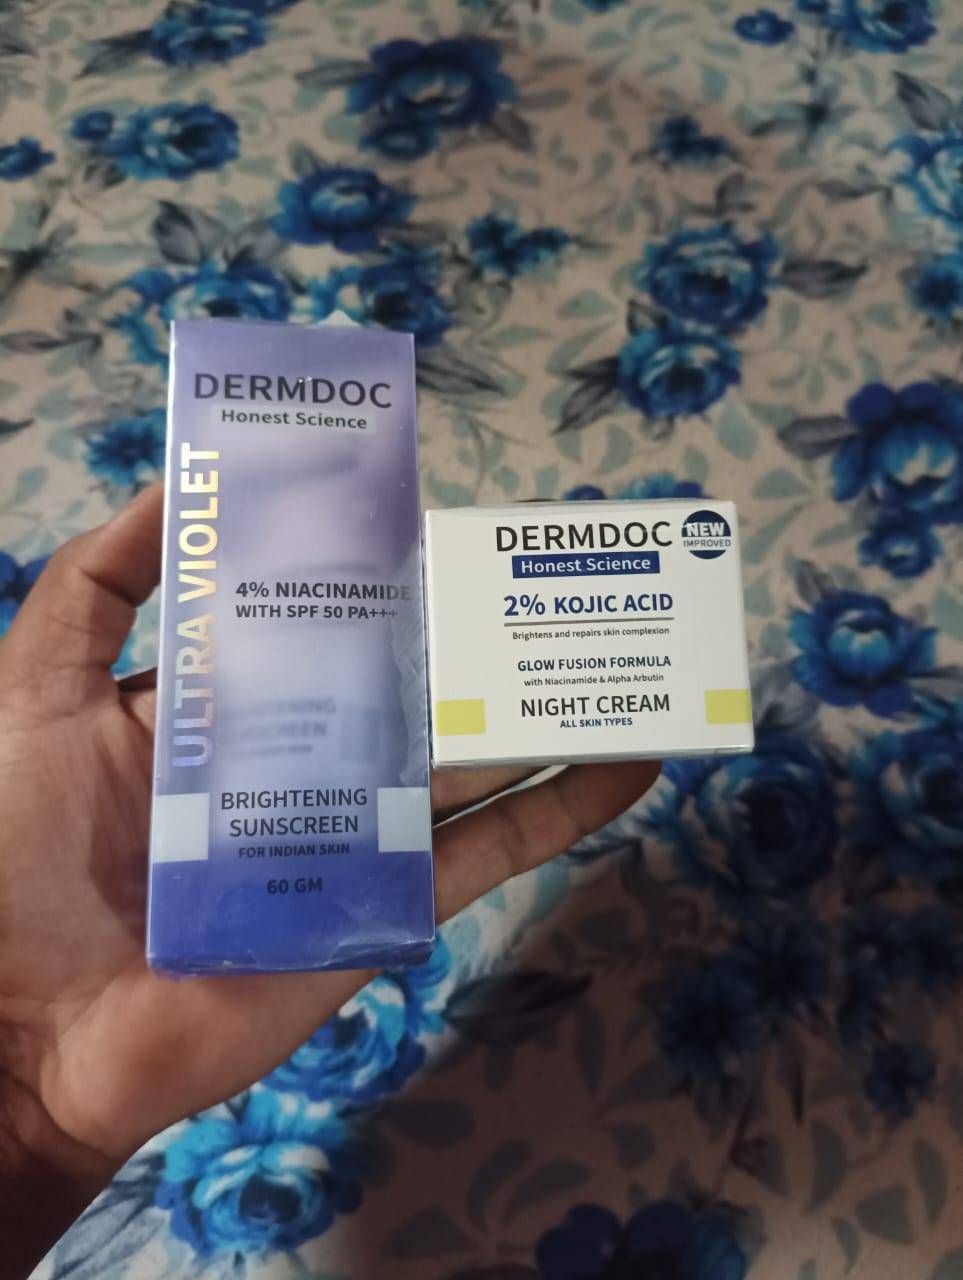 DERMDOC
Honest Science
ULTRA VIOLET
4% NIACINAMIDE
WITH SPF 50 PA+++
BRIGHTENING
SUNSCREEN
FOR INDIAN SKIN
60 GM
DERMDOC
Honest Science
NEW
IMPROVED
2% KOJIC ACID
Brightens and repairs skin complexion
GLOW FUSION FORMULA
with Niacinamide & Alpha Arbutin
NIGHT CREAM
ALL SKIN TYPES